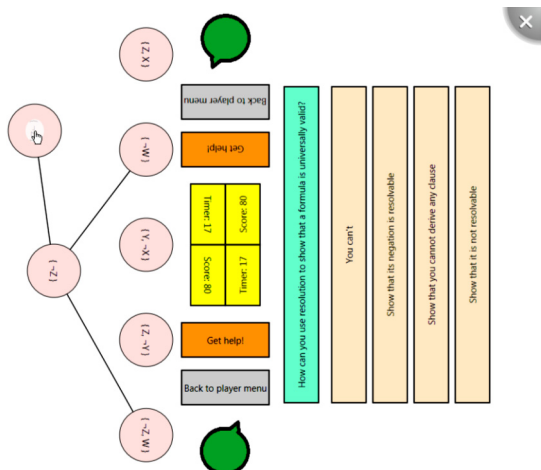 { Z, X }
{ ¬W }
{ Y, ¬X }
{ Z, ¬Y }
{ ¬Z, W }
{ ¬Z }
Back to player menu
Get help!
Timer: 17
Score: 80
Score: 80
Timer: 17
Get help!
Back to player menu
How can you use resolution to show that a formula is universally valid?
You can't
Show that its negation is resolvable
Show that you cannot derive any clause
Show that it is not resolvable